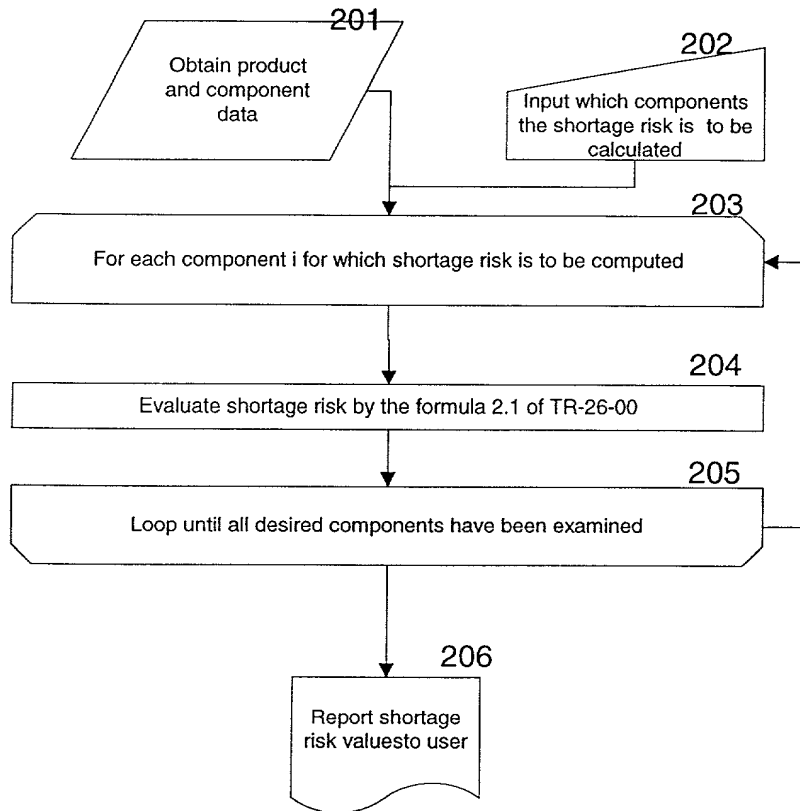 201
Obtain product
and component
data
202
Input which components
the shortage risk is to be
calculated
203
For each component i for which shortage risk is to be computed
204
Evaluate shortage risk by the formula 2.1 of TR-26-00
205
Loop until all desired components have been examined
206
Report shortage
risk valuesto user